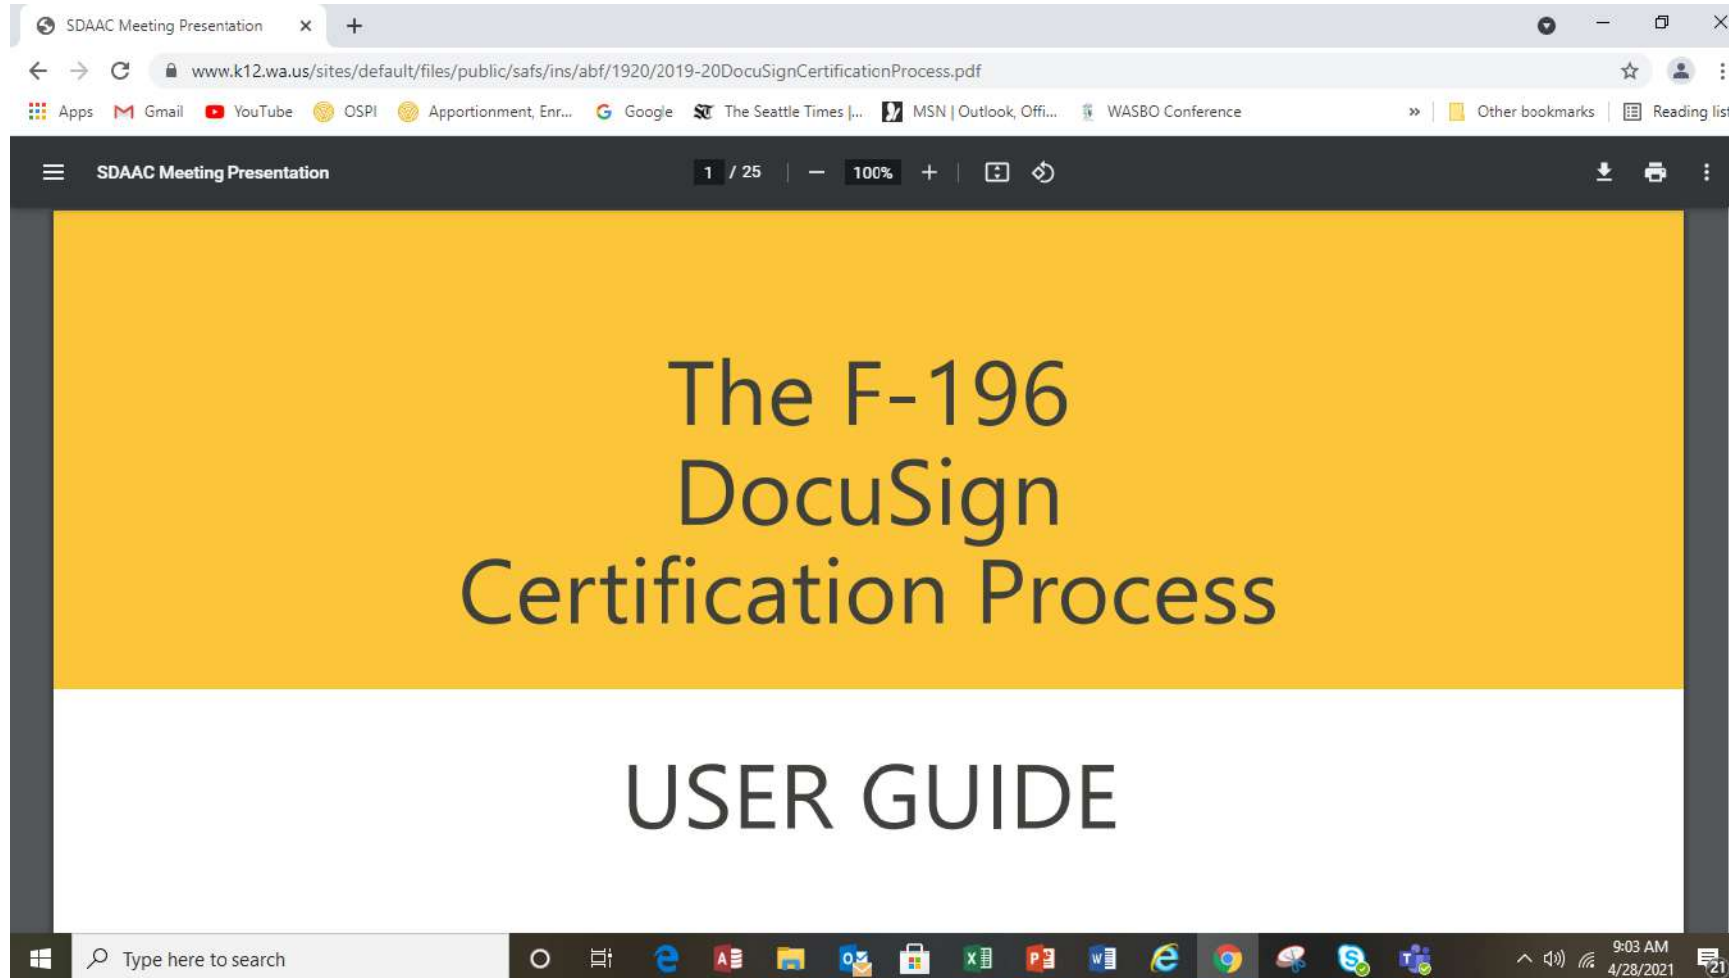 SDAAC Meeting Presentation
www.k12.wa.us/sites/default/files/public/safs/ins/abf/1920/2019-20DocuSignCertificationProcess.pdf
Apps Gmail YouTube OSPI Apportionment, Enr... Google The Seattle Times |... MSN | Outlook, Offi... WASBO Conference » Other bookmarks Reading list
SDAAC Meeting Presentation 1 / 25 — 100% +
The F-196
DocuSign
Certification Process
USER GUIDE
Type here to search 9:03 AM
4/28/2021 21